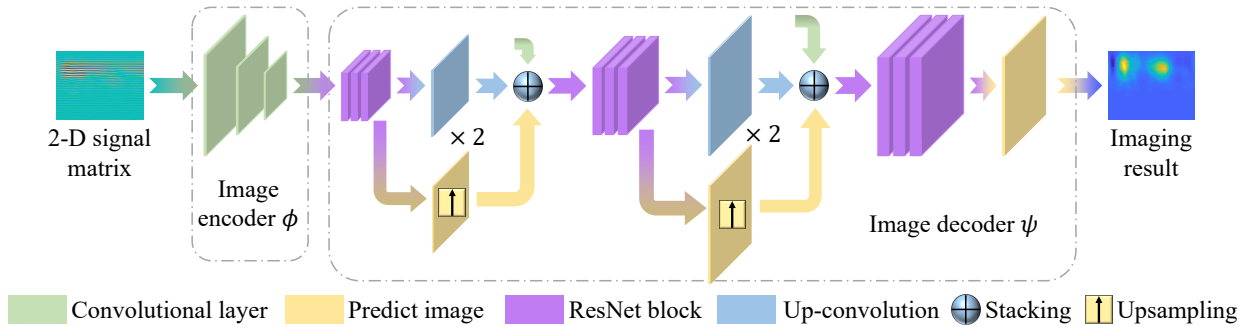 2-D signal
matrix
Image
encoder ϕ
× 2
× 2
Image decoder ψ
Imaging
result
Convolutional layer
Predict image
ResNet block
Up-convolution
Stacking
Upsampling